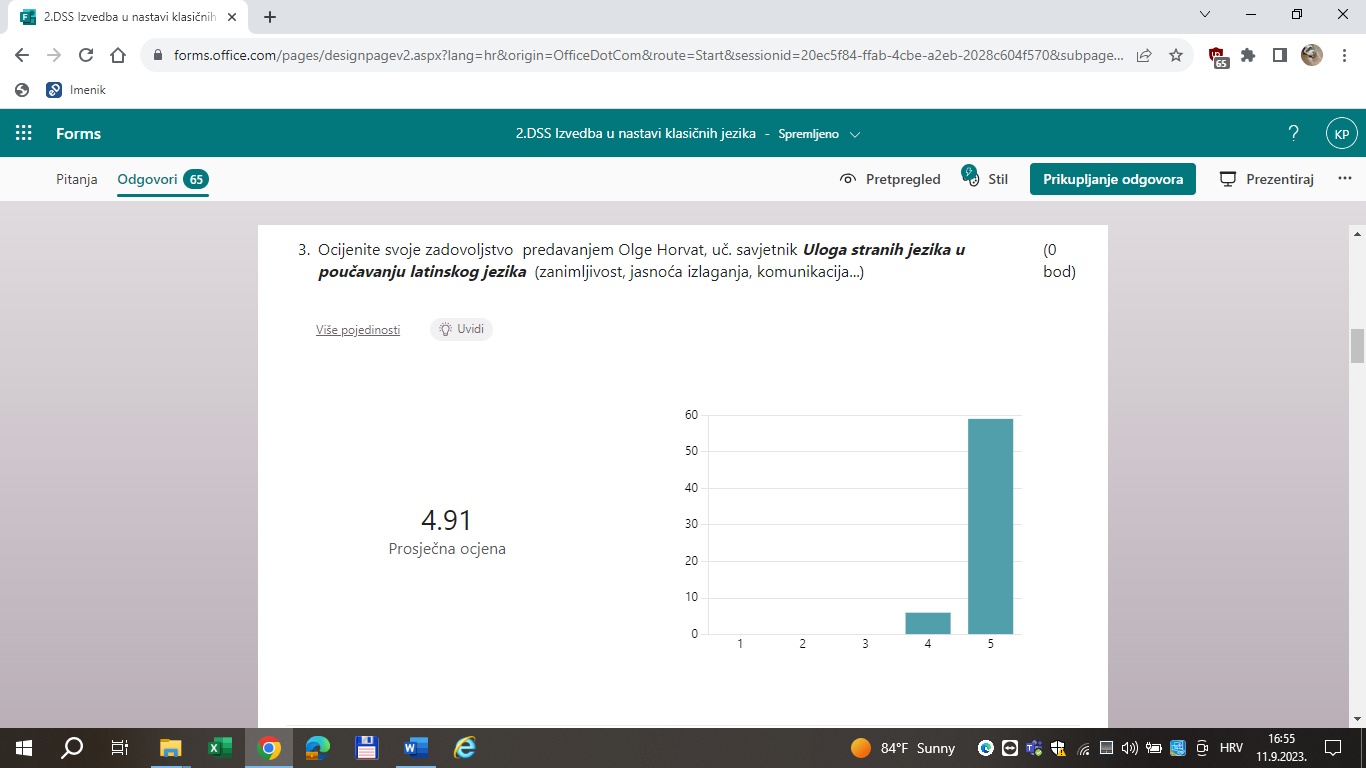 2.DSS Izvedba u nastavi klasičnih
forms.office.com/pages/designpagev2.aspx?lang=hr&origin=OfficeDotCom&route=Start&sessionid=20ec5f84-ffab-4cbe-a2eb-2028c604f570&subpage...
65
Imenik
Forms
2.DSS Izvedba u nastavi klasičnih jezika - Spremljeno
?
KP
Pitanja
Odgovori 65
Pretpregled
Stil
Prikupljanje odgovora
Prezentiraj
3. Ocijenite svoje zadovoljstvo predavanjem Olge Horvat, uč. savjetnik Uloga stranih jezika u
poučavanju latinskog jezika (zanimljivost, jasnoća izlaganja, komunikacija...)
(0
bod)
Više pojedinosti
Uvidi
4.91
Prosječna ocjena
60
50
40
30
20
10
0
1 2 3 4 5
84°F Sunny
HRV
16:55
11.9.2023.